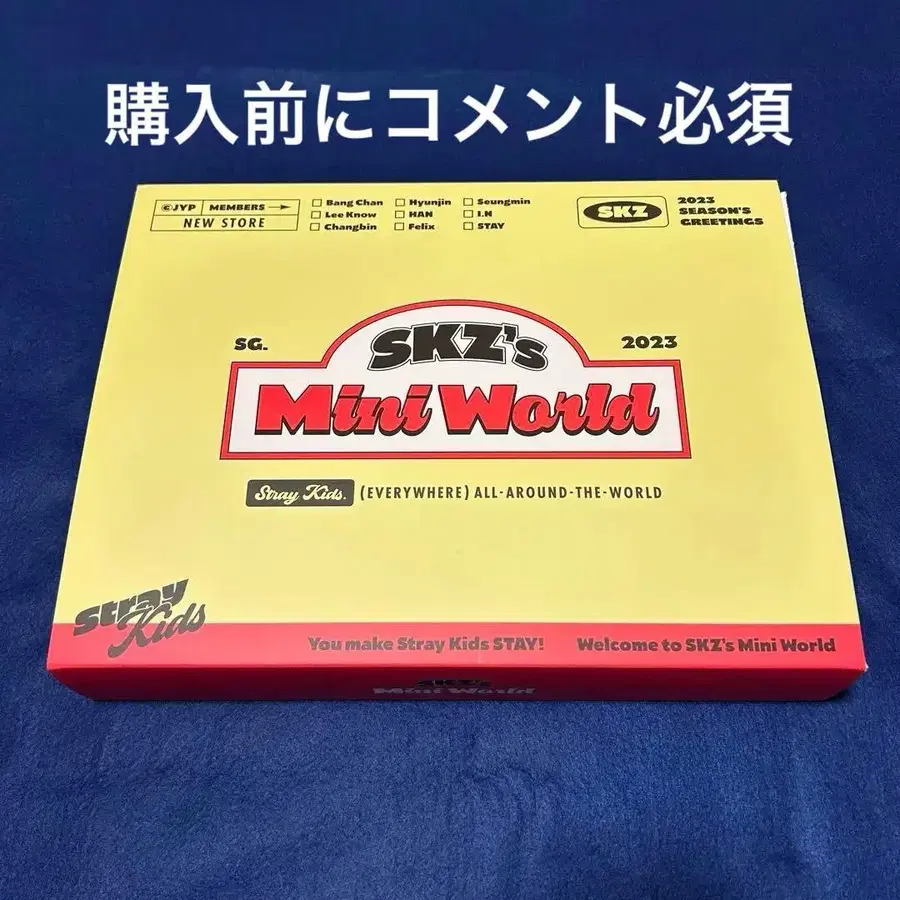 購入前にコメント必須
©JYP MEMBERS
NEW STORE
Bang Chan Hyunjin Seungmin
Lee Know HAN I.N
Changbin Felix STAY
SKZ
2023
SEASON'S
GREETINGS
SG. 2023
SKZ's
Mini World
Stray Kids. (EVERYWHERE) ALL-AROUND-THE-WORLD
Stray
Kids
You make Stray Kids STAY! Welcome to SKZ's Mini World
SKZ's
Mini World